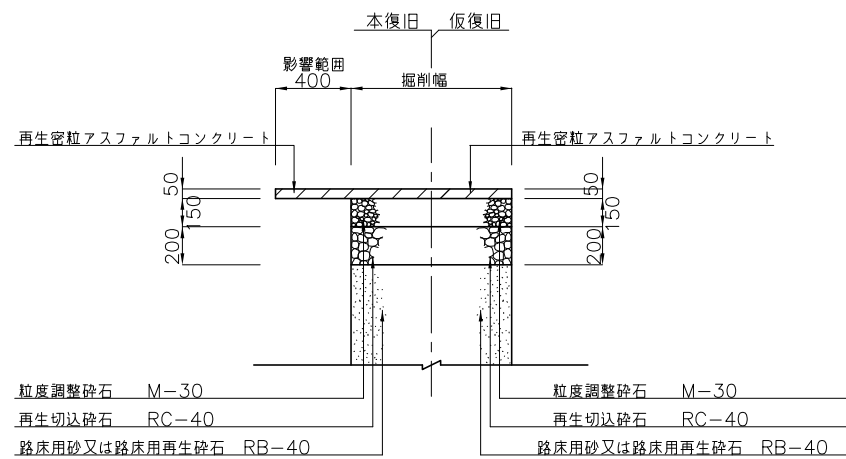 本復旧 仮復旧
影響範囲
400 掘削幅
再生密粒アスファルトコンクリート 再生密粒アスファルトコンクリート
50 50
150 150
200 200
粒度調整砕石 M-30 粒度調整砕石 M-30
再生切込砕石 RC-40 再生切込砕石 RC-40
路床用砂又は路床用再生砕石 RB-40 路床用砂又は路床用再生砕石 RB-40